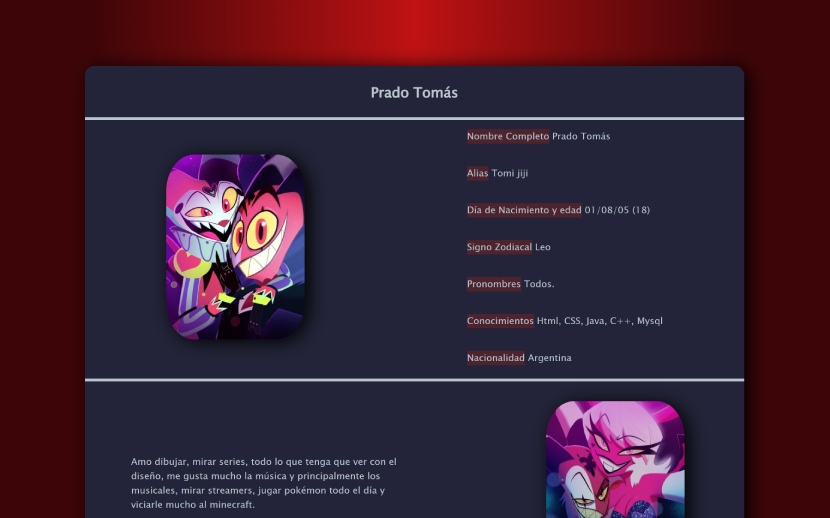 Prado Tomás
Nombre Completo Prado Tomás
Alias Tomi jiji
Día de Nacimiento y edad 01/08/05 (18)
Signo Zodiacal Leo
Pronombres Todos.
Conocimientos Html, CSS, Java, C++, Mysql
Nacionalidad Argentina
Amo dibujar, mirar series, todo lo que tenga que ver con el
diseño, me gusta mucho la música y principalmente los
musicales, mirar streamers, jugar pokémon todo el día y
viciarle mucho al minecraft.